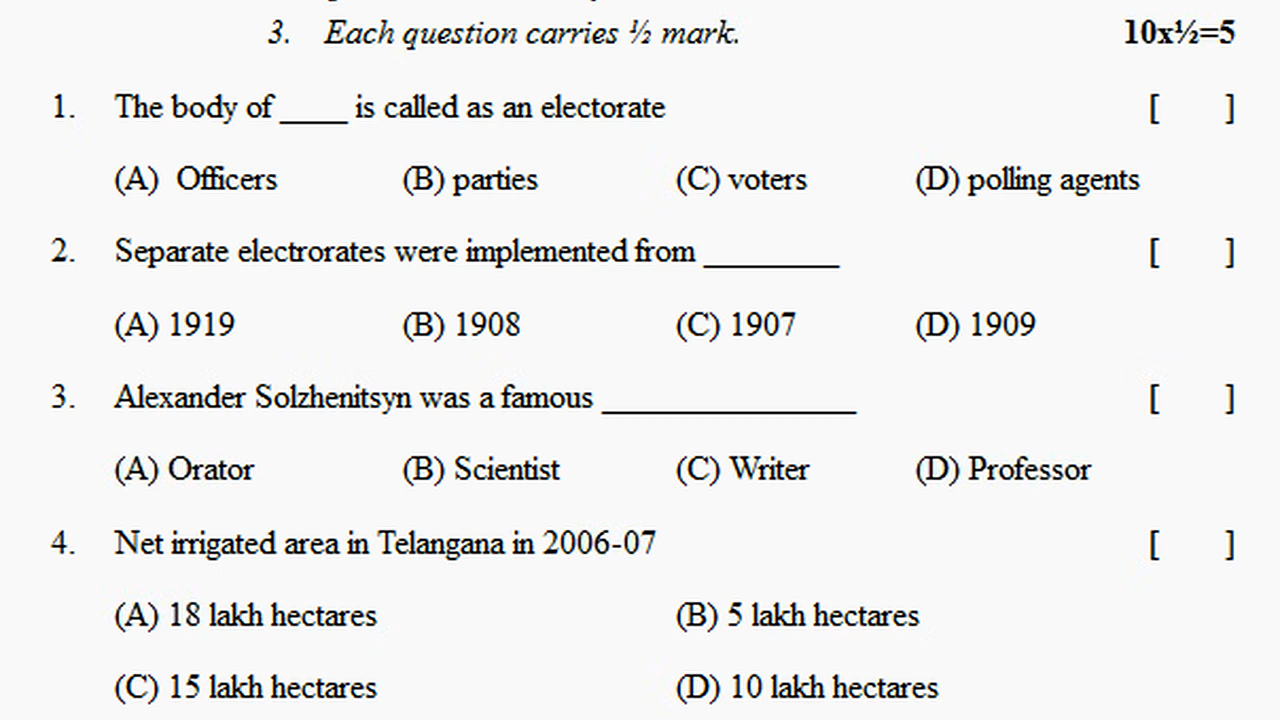 3. Each question carries ½ mark. 10x½=5
1. The body of ____ is called as an electorate [ ]
(A) Officers (B) parties (C) voters (D) polling agents
2. Separate electrorates were implemented from ________ [ ]
(A) 1919 (B) 1908 (C) 1907 (D) 1909
3. Alexander Solzhenitsyn was a famous _______________ [ ]
(A) Orator (B) Scientist (C) Writer (D) Professor
4. Net irrigated area in Telangana in 2006-07 [ ]
(A) 18 lakh hectares (B) 5 lakh hectares
(C) 15 lakh hectares (D) 10 lakh hectares